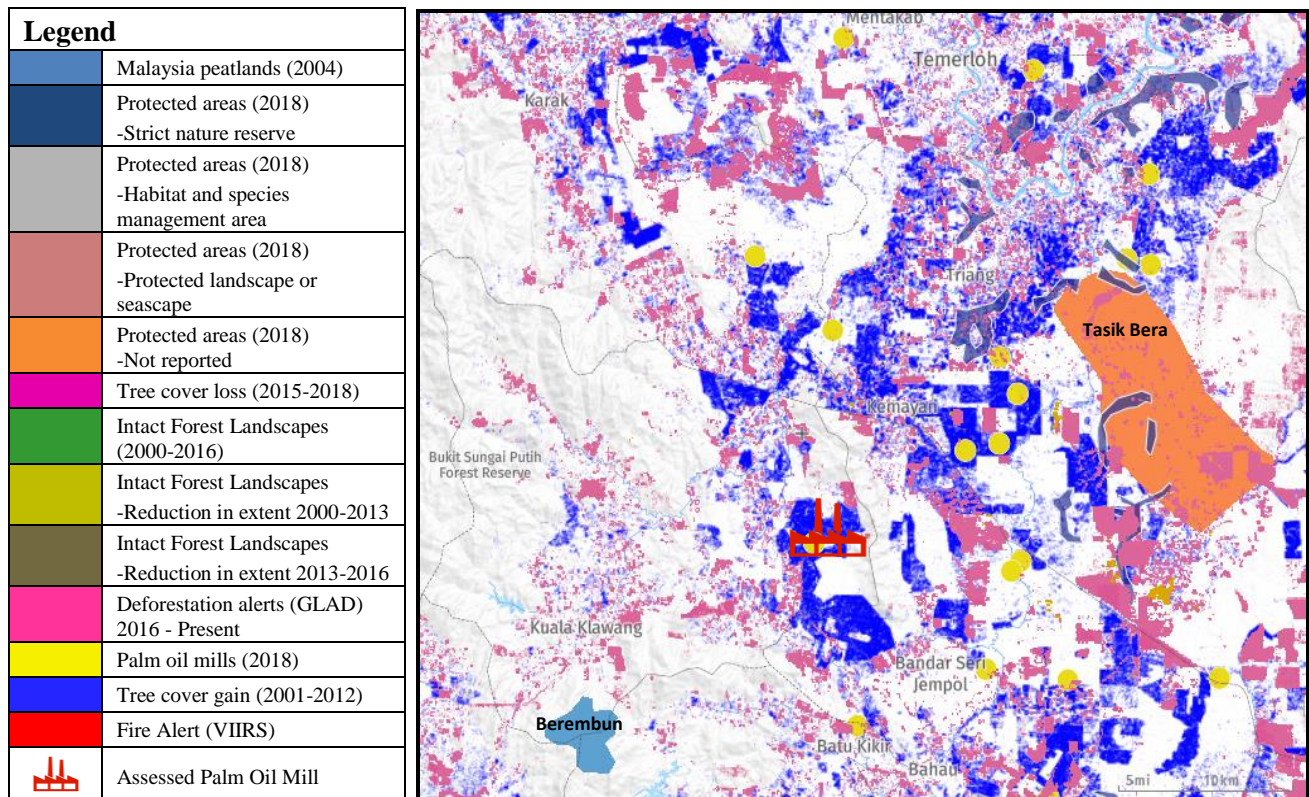 Legend
Malaysia peatlands (2004)
Protected areas (2018)
-Strict nature reserve
Protected areas (2018)
-Habitat and species
management area
Protected areas (2018)
-Protected landscape or
seascape
Protected areas (2018)
-Not reported
Tree cover loss (2015-2018)
Intact Forest Landscapes
(2000-2016)
Intact Forest Landscapes
-Reduction in extent 2000-2013
Intact Forest Landscapes
-Reduction in extent 2013-2016
Deforestation alerts (GLAD)
2016 - Present
Palm oil mills (2018)
Tree cover gain (2001-2012)
Fire Alert (VIIRS)
Assessed Palm Oil Mill
Mentakab
Temerloh
Karak
Triang
Tasik Bera
Kemayan
Bukit Sungai Putih
Forest Reserve
Kuala Klawang
Bandar Seri
Jempol
Berembun
Batu Kikir
Bahau
5mi
10km